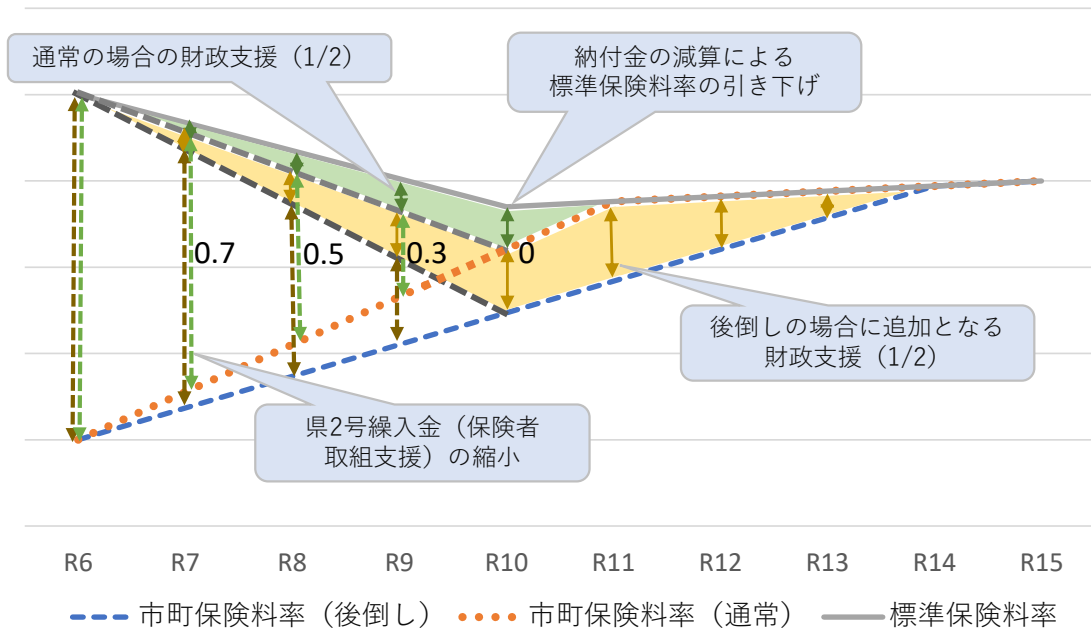 通常の場合の財政支援（1/2）
納付金の減算による
標準保険料率の引き下げ
0.7
0.5
0.3
0
後倒しの場合に追加となる
財政支援（1/2）
県2号繰入金（保険者
取組支援）の縮小
R6 R7 R8 R9 R10 R11 R12 R13 R14 R15
市町保険料率（後倒し） 市町保険料率（通常） 標準保険料率